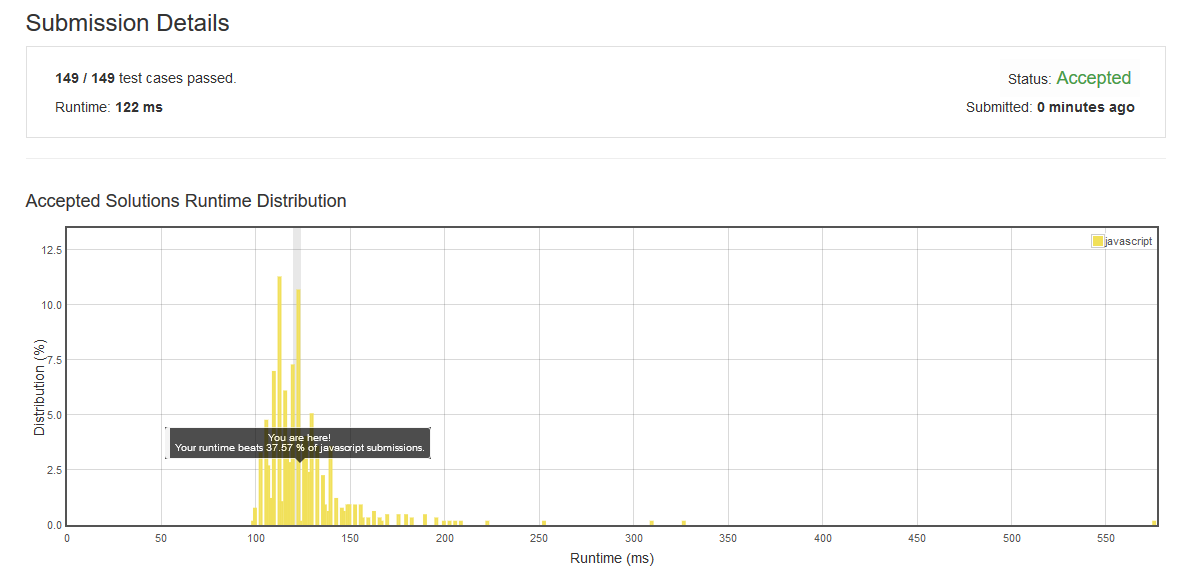 Submission Details
149 / 149 test cases passed.
Status: Accepted
Runtime: 122 ms
Submitted: 0 minutes ago
Accepted Solutions Runtime Distribution
javascript
12.5
10.0
7.5
5.0
2.5
0.0
Distribution (%)
You are here!
Your runtime beats 37.57 % of javascript submissions.
0 50 100 150 200 250 300 350 400 450 500 550
Runtime (ms)